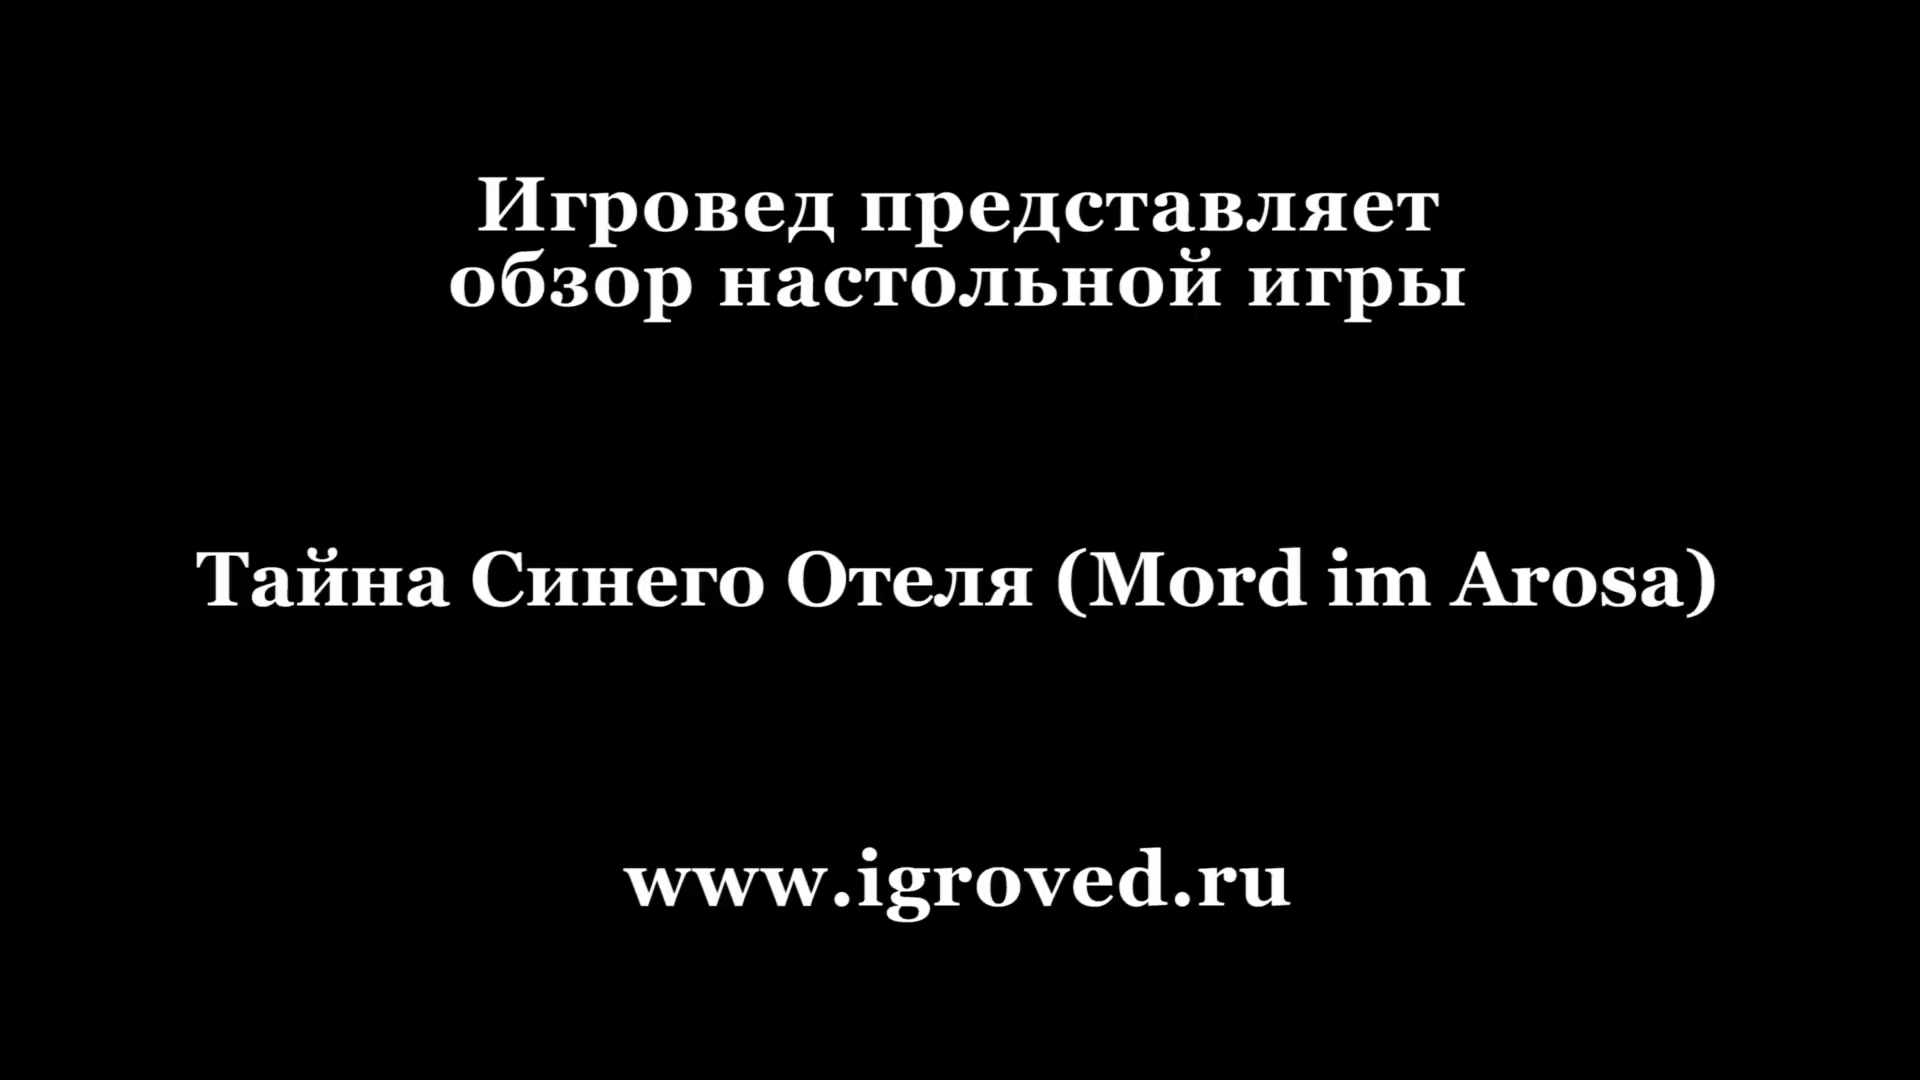 Игровед представляет
обзор настольной игры
Тайна Синего Отеля (Mord im Arosa)
www.igroved.ru